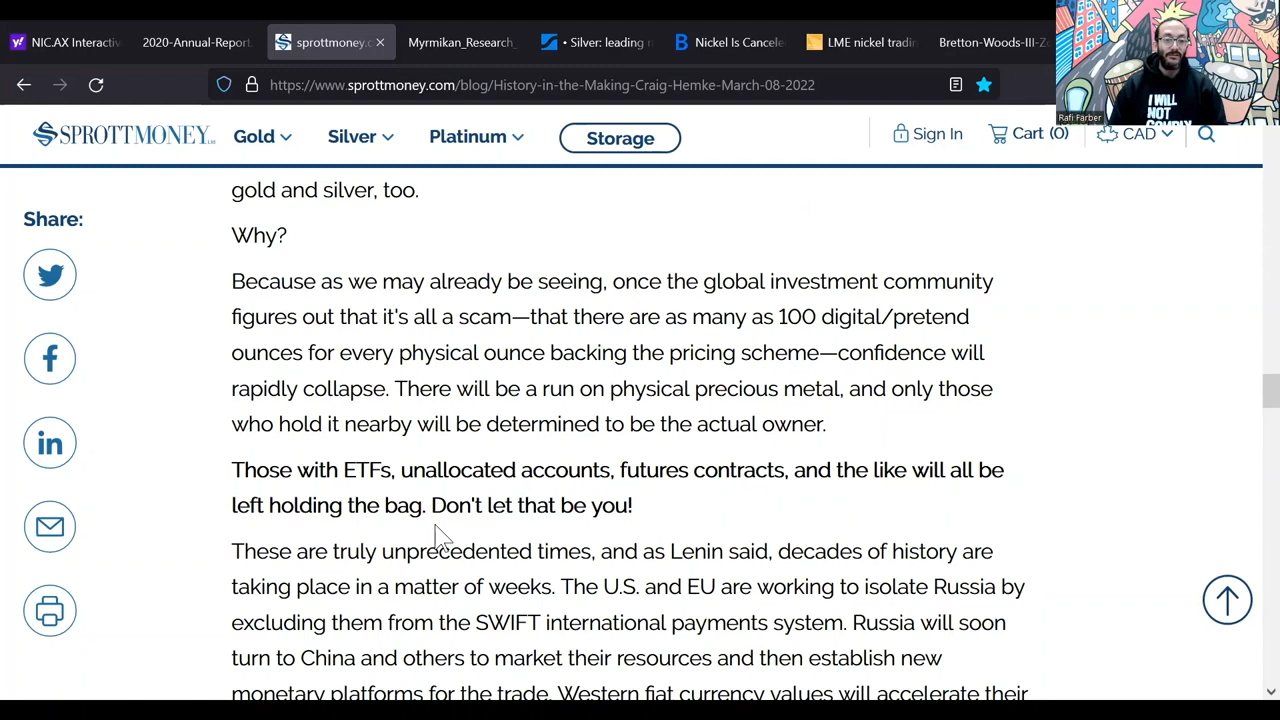 NIC.AX Interactiv
2020-Annual-Report.
sprottmoney.c
Myrmikan_Research_
• Silver: leading r
Nickel Is Cancele
LME nickel tradi
Bretton-Woods-III-Z
https://www.sprottmoney.com/blog/History-in-the-Making-Craig-Hemke-March-08-2022
I WILL
NOT
COMPLY
Rafi Farber
SPROTTMONEY LTD
Gold
Silver
Platinum
Storage
Sign In
Cart (0)
CAD
gold and silver, too.
Share:
Why?
Because as we may already be seeing, once the global investment community
figures out that it's all a scam—that there are as many as 100 digital/pretend
ounces for every physical ounce backing the pricing scheme—confidence will
rapidly collapse. There will be a run on physical precious metal, and only those
who hold it nearby will be determined to be the actual owner.
Those with ETFs, unallocated accounts, futures contracts, and the like will all be
left holding the bag. Don't let that be you!
These are truly unprecedented times, and as Lenin said, decades of history are
taking place in a matter of weeks. The U.S. and EU are working to isolate Russia by
excluding them from the SWIFT international payments system. Russia will soon
turn to China and others to market their resources and then establish new
monetary platforms for the trade. Western fiat currency values will accelerate their